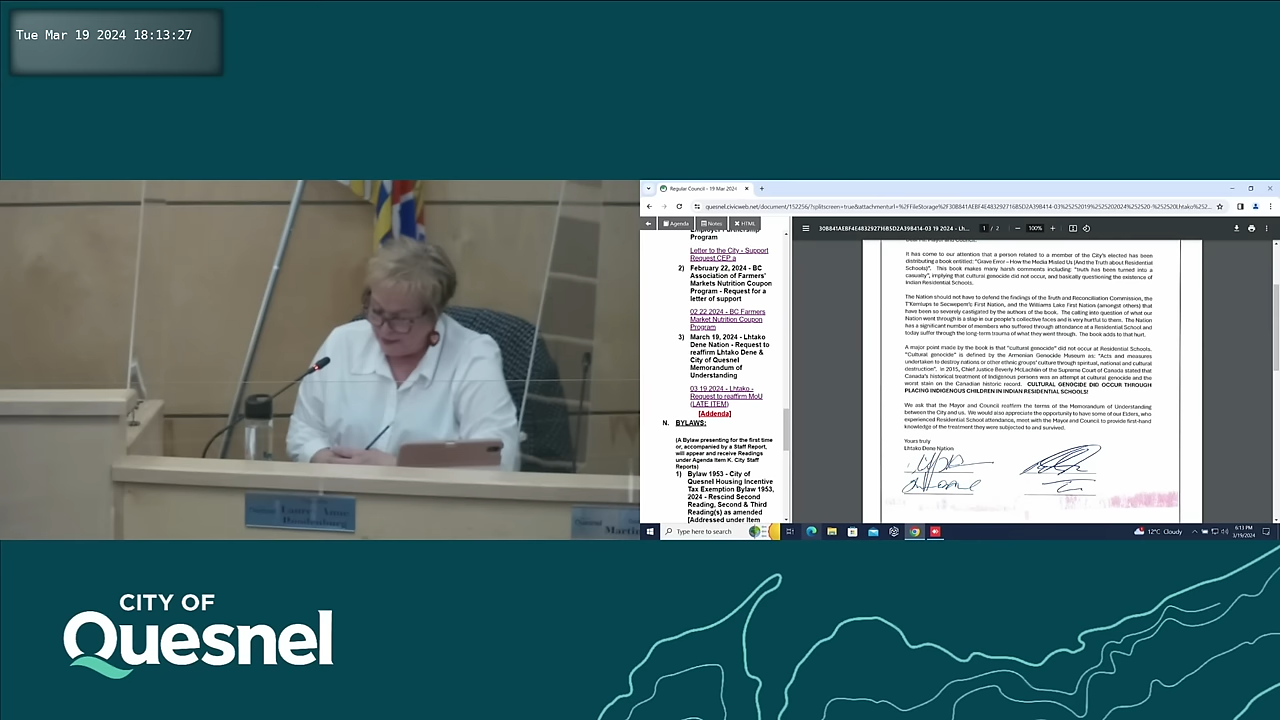 Tue Mar 19 2024 18:13:27
Regular Council - 19 Mar 2024
Agenda
Notes
HTML
Employer Partnership
Program
Letter to the City - Support
Request CEP a
2) February 22, 2024 - BC
Association of Farmers'
Markets Nutrition Coupon
Program - Request for a
letter of support
02 22 2024 - BC Farmers
Market Nutrition Coupon
Program
3) March 19, 2024 - Lhtako
Dene Nation - Request to
reaffirm Lhtako Dene &
City of Quesnel
Memorandum of
Understanding
03 19 2024 - Lhtako -
Request to reaffirm MoU
(LATE ITEM)
[Addenda]
N. BYLAWS:
(A Bylaw presenting for the first time
or, accompanied by a Staff Report,
will appear and receive Readings
under Agenda Item K. City Staff
Reports)
1) Bylaw 1953 - City of
Quesnel Housing Incentive
Tax Exemption Bylaw 1953,
2024 - Rescind Second
Reading, Second & Third
Reading(s) as amended
[Addressed under Item
1 / 2
100%
It has come to our attention that a person related to a member of the City's elected has been
distributing a book entitled: "Grave Error – How the Media Misled Us (And the Truth about Residential
Schools)". This book makes many harsh comments including: "truth has been turned into a
casualty", implying that cultural genocide did not occur, and basically questioning the existence of
Indian Residential Schools.
The Nation should not have to defend the findings of the Truth and Reconciliation Commission, the
T'Kemlups te Secwepemc's First Nation, and the Williams Lake First Nations (amongst others) that
have been so severely castigated by the authors of the book. The calling into question of what our
Nation went through is a slap in our people's collective faces and is very hurtful to them. The Nation
has a significant number of members who suffered through attendance at a Residential School and
today suffer through the long-term trauma of what they went through. The book adds to that hurt.
A major point made by the book is that "cultural genocide" did not occur at Residential Schools.
"Cultural genocide" is defined by the Armenian Genocide Museum as: "Acts and measures
undertaken to destroy nations or other ethnic groups' culture through spiritual, national and cultural
destruction". In 2015, Chief Justice Beverly McLachlin of the Supreme Court of Canada stated that
Canada's historical treatment of Indigenous persons was an attempt at cultural genocide and the
worst stain on the Canadian historic record. CULTURAL GENOCIDE DID OCCUR THROUGH
PLACING INDIGENOUS CHILDREN IN INDIAN RESIDENTIAL SCHOOLS!
We ask that the Mayor and Council reaffirm the terms of the Memorandum of Understanding
between the City and us. We would also appreciate the opportunity to have some of our Elders, who
experienced Residential School attendance, meet with the Mayor and Council to provide first-hand
knowledge of the treatment they were subjected to and survived.
Yours truly
Lhtako Dene Nation
Type here to search
12°C Cloudy
6:13 PM
3/19/2024
CITY OF
Quesnel